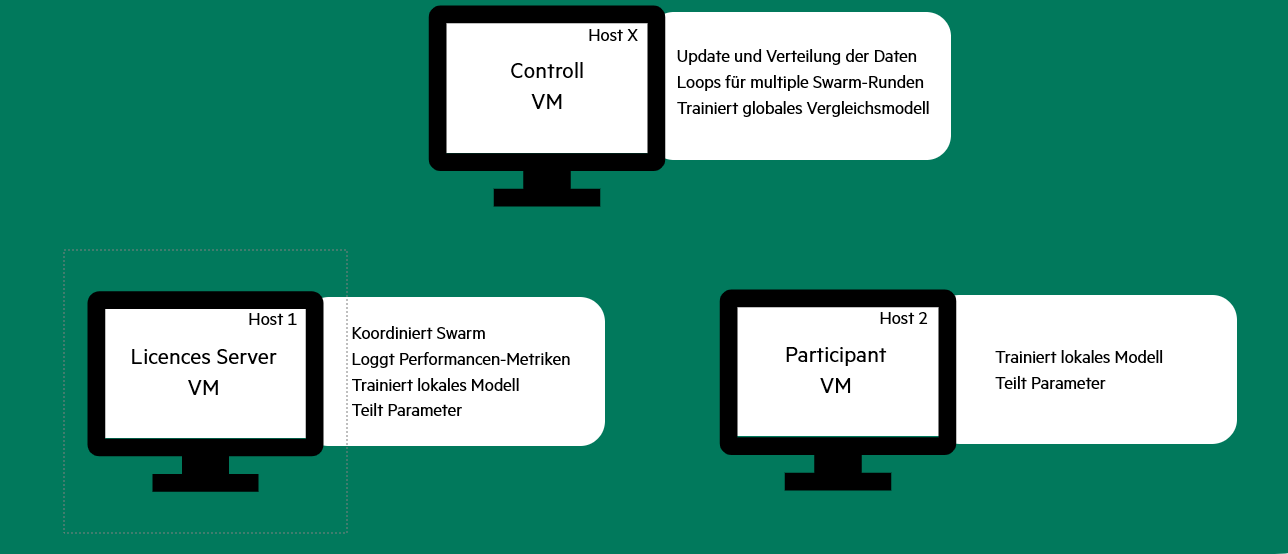 Host X
Controll
VM
Update und Verteilung der Daten
Loops für multiple Swarm-Runden
Trainiert globales Vergleichsmodell
Host 1
Licences Server
VM
Koordiniert Swarm
Loggt Performancen-Metriken
Trainiert lokales Modell
Teilt Parameter
Host 2
Participant
VM
Trainiert lokales Modell
Teilt Parameter